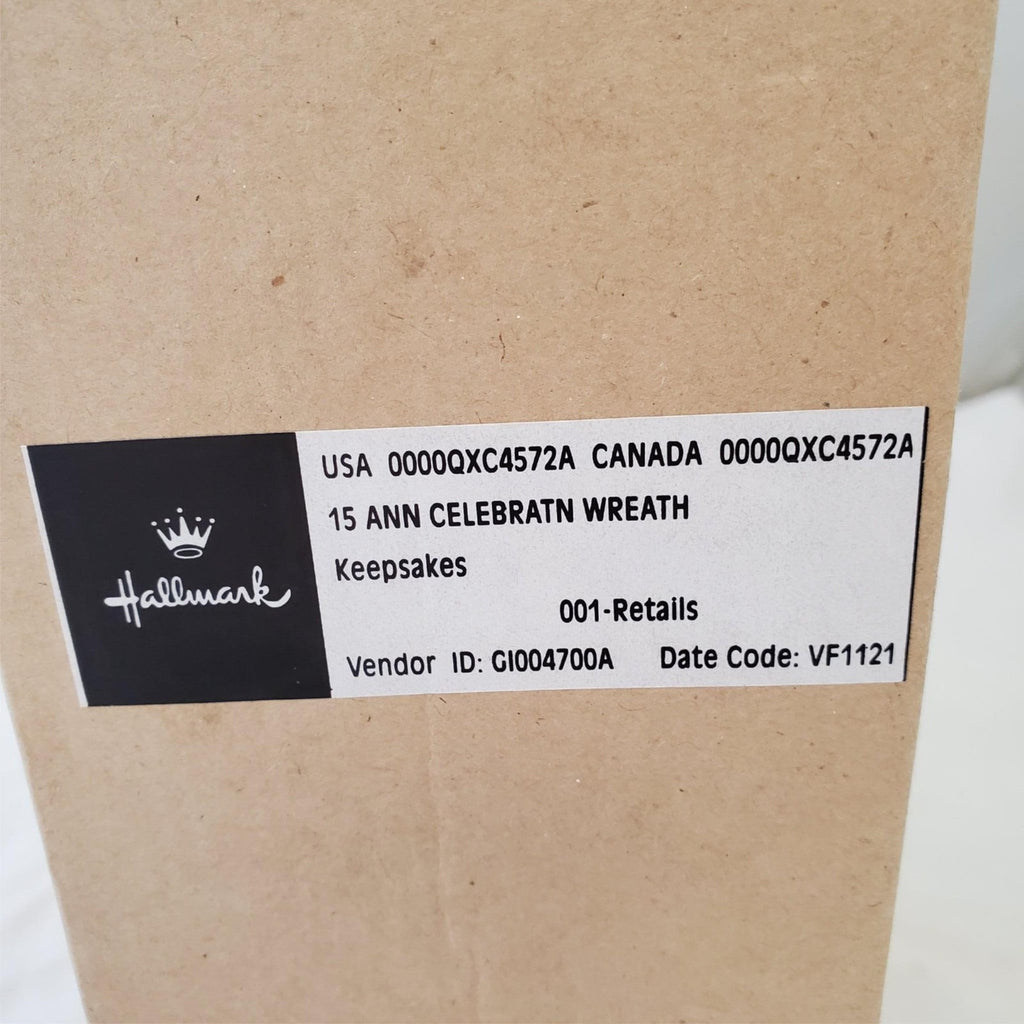 Hallmark
USA 0000QXC4572A CANADA 0000QXC4572A
15 ANN CELEBRATN WREATH
Keepsakes
001-Retails
Vendor ID: GI004700A Date Code: VF1121